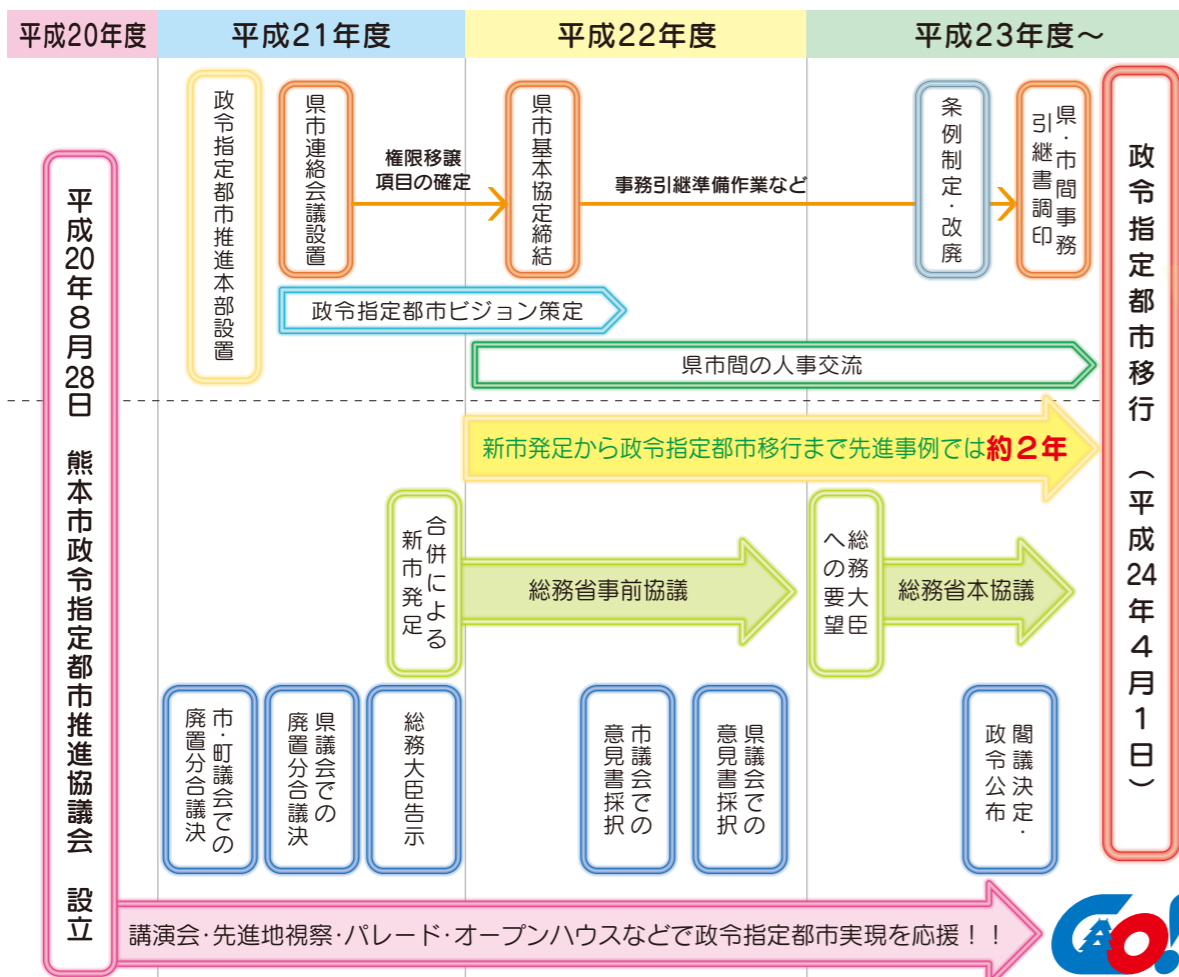 平成20年度
平成21年度
平成22年度
平成23年度～
平成20年8月28日　熊本市政令指定都市推進協議会　設立
政令指定都市推進本部設置
県市連絡会議設置
権限移譲
項目の確定
県市基本協定締結
事務引継準備作業など
条例制定・改廃
県・市間事務
引継書調印
政令指定都市移行　（平成24年4月1日）
政令指定都市ビジョン策定
県市間の人事交流
新市発足から政令指定都市移行まで先進事例では約2年
合併による
新市発足
総務省事前協議
総務大臣
への要望
総務省本協議
市・町議会での
廃置分合議決
県議会での
廃置分合議決
総務大臣告示
市議会での
意見書採択
県議会での
意見書採択
閣議決定・
政令公布
講演会・先進地視察・パレード・オープンハウスなどで政令指定都市実現を応援！！
GO!